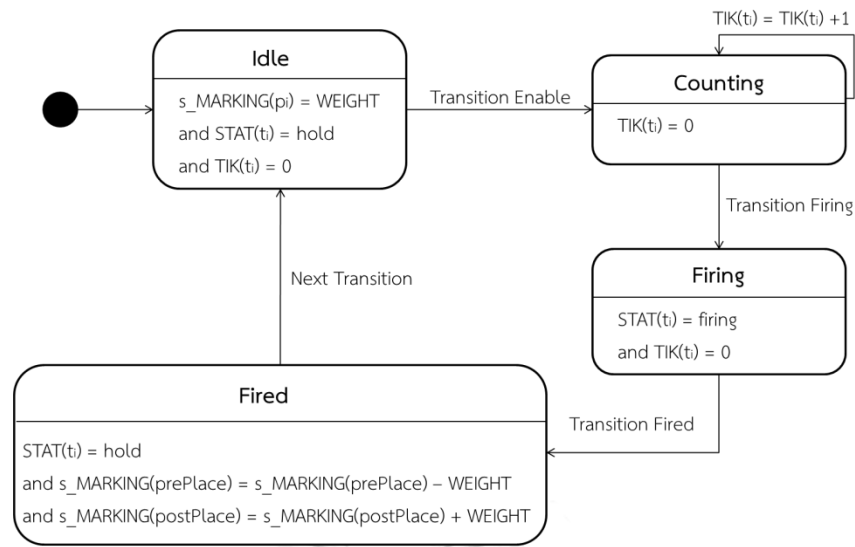 TIK(ti) = TIK(ti) +1
Idle
s_MARKING(pi) = WEIGHT
and STAT(ti) = hold
and TIK(ti) = 0
Transition Enable
Counting
TIK(ti) = 0
Transition Firing
Firing
STAT(ti) = firing
and TIK(ti) = 0
Next Transition
Transition Fired
Fired
STAT(ti) = hold
and s_MARKING(prePlace) = s_MARKING(prePlace) – WEIGHT
and s_MARKING(postPlace) = s_MARKING(postPlace) + WEIGHT